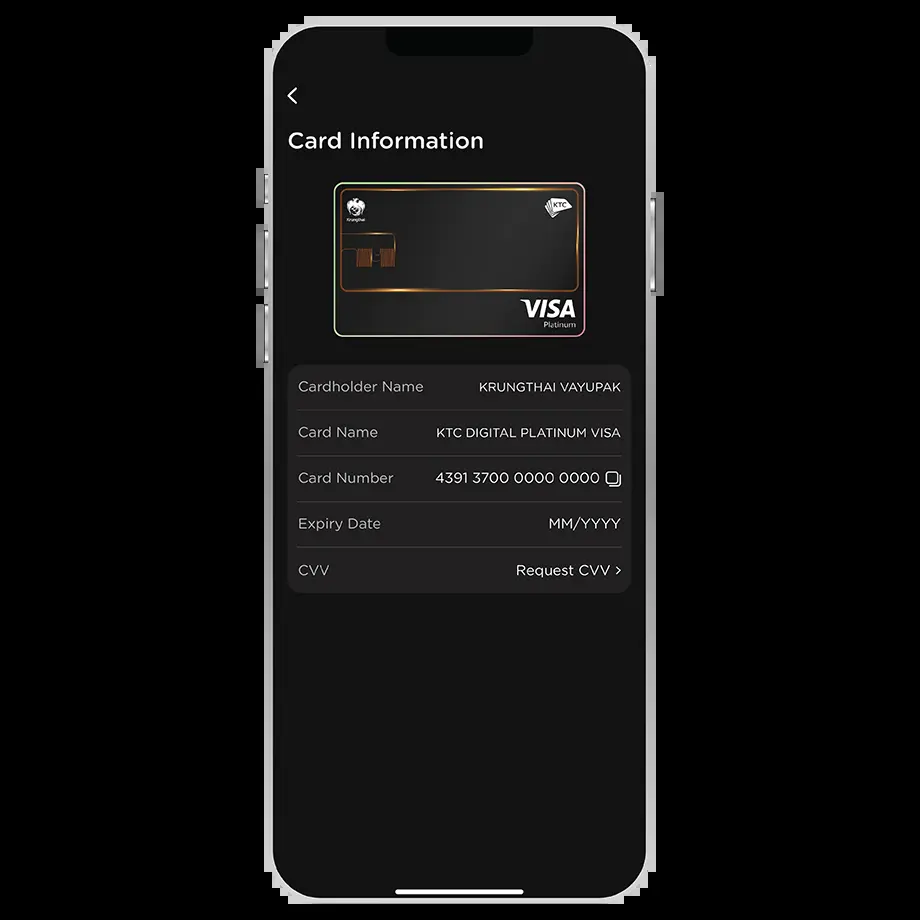 Card Information
Krungthai
KTC
VISA
Platinum
Cardholder Name KRUNGTHAI VAYUPAK
Card Name KTC DIGITAL PLATINUM VISA
Card Number 4391 3700 0000 0000
Expiry Date MM/YYYY
CVV Request CVV >